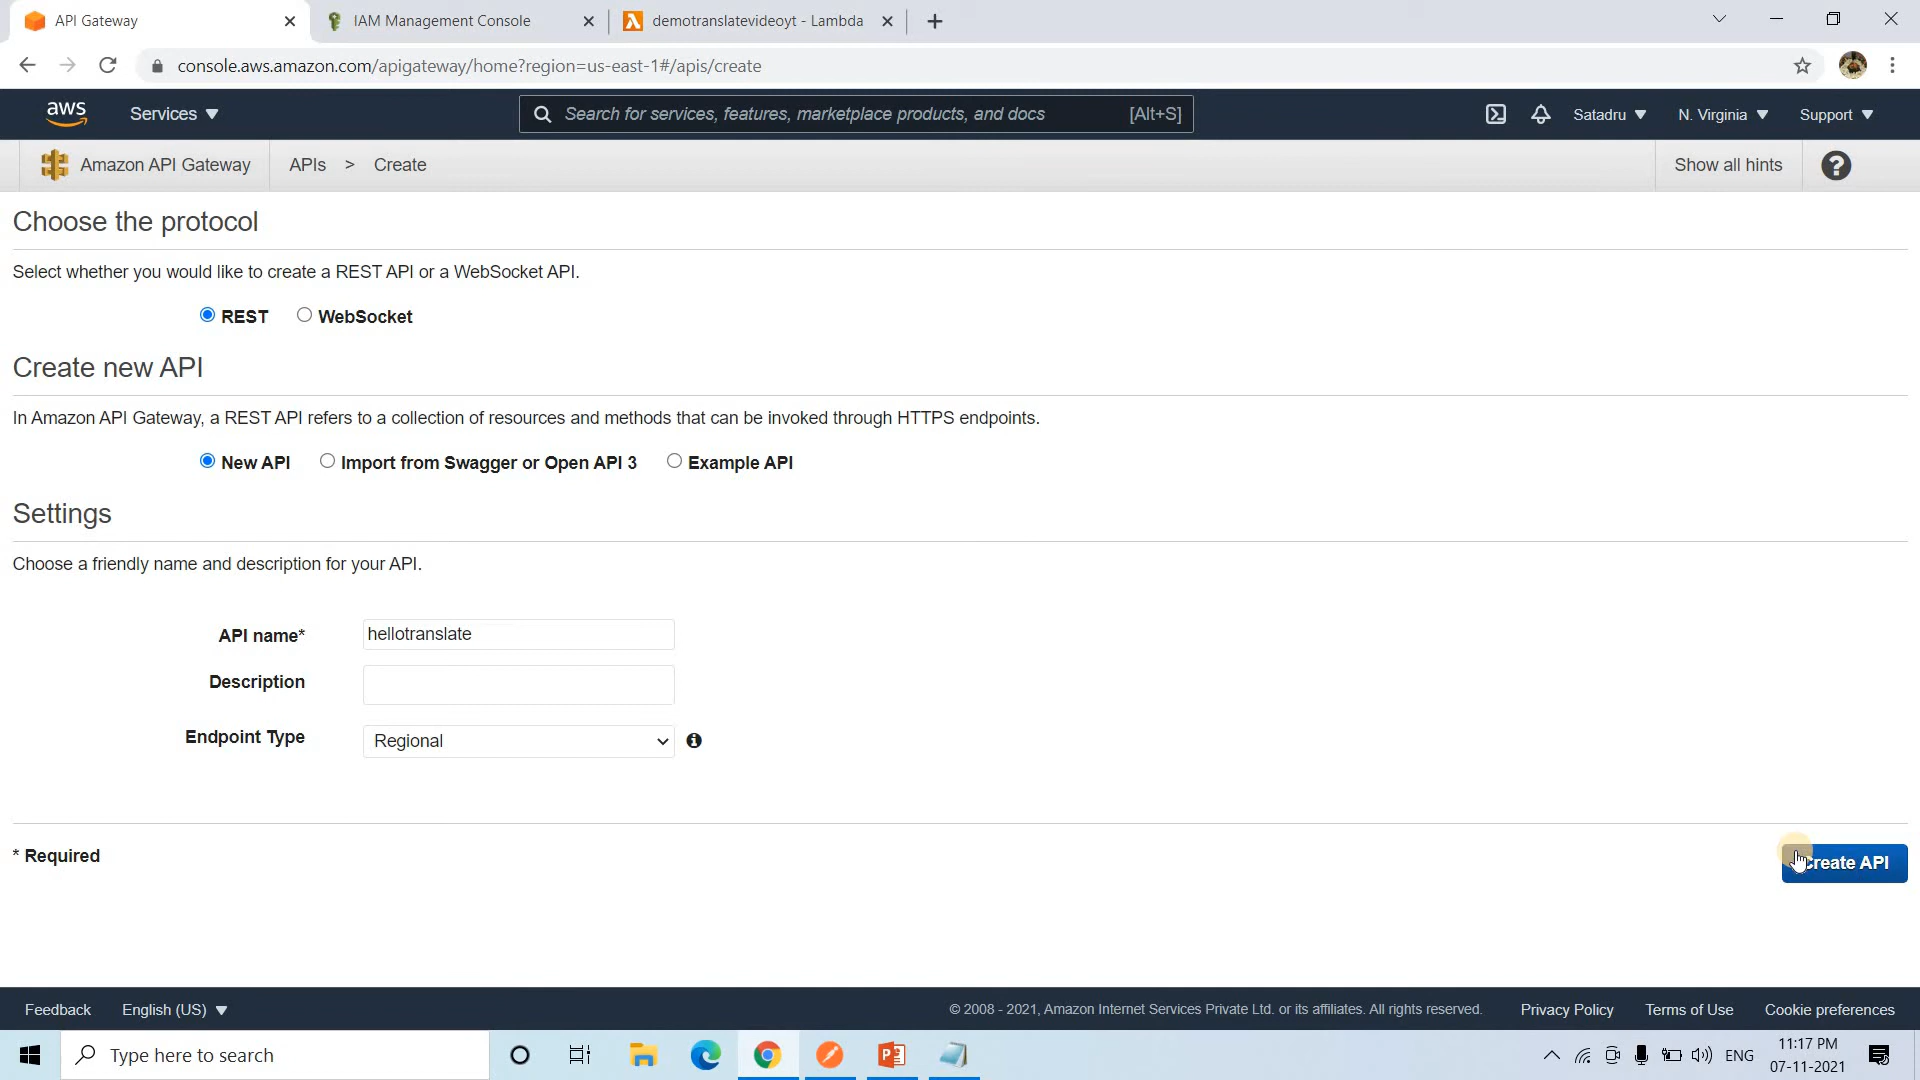 API Gateway
IAM Management Console
demotranslatevideoyt - Lambda
console.aws.amazon.com/apigateway/home?region=us-east-1#/apis/create
aws
Services
Search for services, features, marketplace products, and docs
[Alt+S]
Satadru
N. Virginia
Support
Amazon API Gateway
APIs > Create
Show all hints
Choose the protocol
Select whether you would like to create a REST API or a WebSocket API.
REST
WebSocket
Create new API
In Amazon API Gateway, a REST API refers to a collection of resources and methods that can be invoked through HTTPS endpoints.
New API
Import from Swagger or Open API 3
Example API
Settings
Choose a friendly name and description for your API.
API name*
hellotranslate
Description
Endpoint Type
Regional
* Required
Create API
Feedback
English (US)
© 2008 - 2021, Amazon Internet Services Private Ltd. or its affiliates. All rights reserved.
Privacy Policy
Terms of Use
Cookie preferences
Type here to search
ENG
11:17 PM
07-11-2021